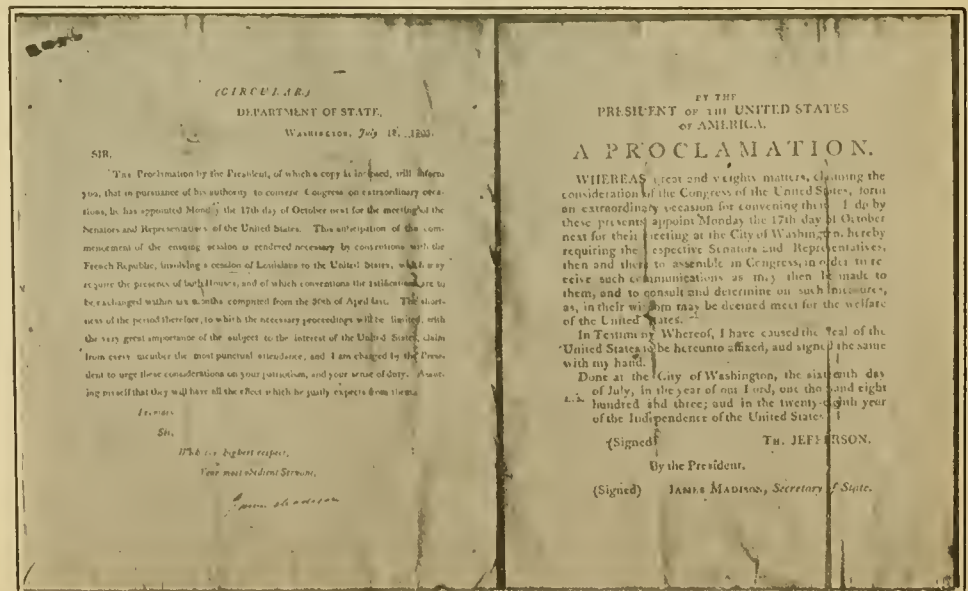 (CIRCULAR)
DEPARTMENT OF STATE,
WASHINGTON, July 18, 1803.
SIR,
THE Proclamation by the President, of which a copy is inclosed, will inform
you, that in pursuance of his authority to convene Congress on extraordinary occa-
sions, he has appointed Monday the 17th day of October next for the meeting of the
Senators and Representatives of the United States. This anticipation of the com-
mencement of the ensuing session is rendered necessary by conventions with the
French Republic, involving a cession of Louisiana to the United States, which may
require the presence of both Houses, and of which conventions the ratifications are to
be exchanged within six months computed from the 30th of April last. The short-
ness of the period therefore, to which the necessary proceedings will be limited, with
the very great importance of the subject to the interest of the United States, claim
from every member the most punctual attendance, and I am charged by the Presi-
dent to urge these considerations on your patriotism, and your sense of duty. Assur-
ing myself that they will have all the effect which he justly expects from them
I remain
Sir,
With the highest respect,
Your most obedient Servant,
James Madison
BY THE
PRESIDENT OF THE UNITED STATES
OF AMERICA.
A PROCLAMATION.
WHEREAS great and weighty matters, claiming the
consideration of the Congress of the United States, form
an extraordinary occasion for convening them, I do by
these presents appoint Monday the 17th day of October
next for their meeting at the City of Washington, hereby
requiring the respective Senators and Representatives,
then and there to assemble in Congress, in order to re-
ceive such communications as may then be made to
them, and to consult and determine on such measures,
as, in their wisdom may be deemed meet for the welfare
of the United States.
In Testimony Whereof, I have caused the Seal of the
United States to be hereunto affixed, and signed the same
with my hand.
Done at the City of Washington, the sixteenth day
L.S. of July, in the year of our Lord, one thousand eight
hundred and three; and in the twenty-eighth year
of the Independence of the United States.
(Signed) TH. JEFFERSON.
By the President.
(Signed) JAMES MADISON, Secretary of State.